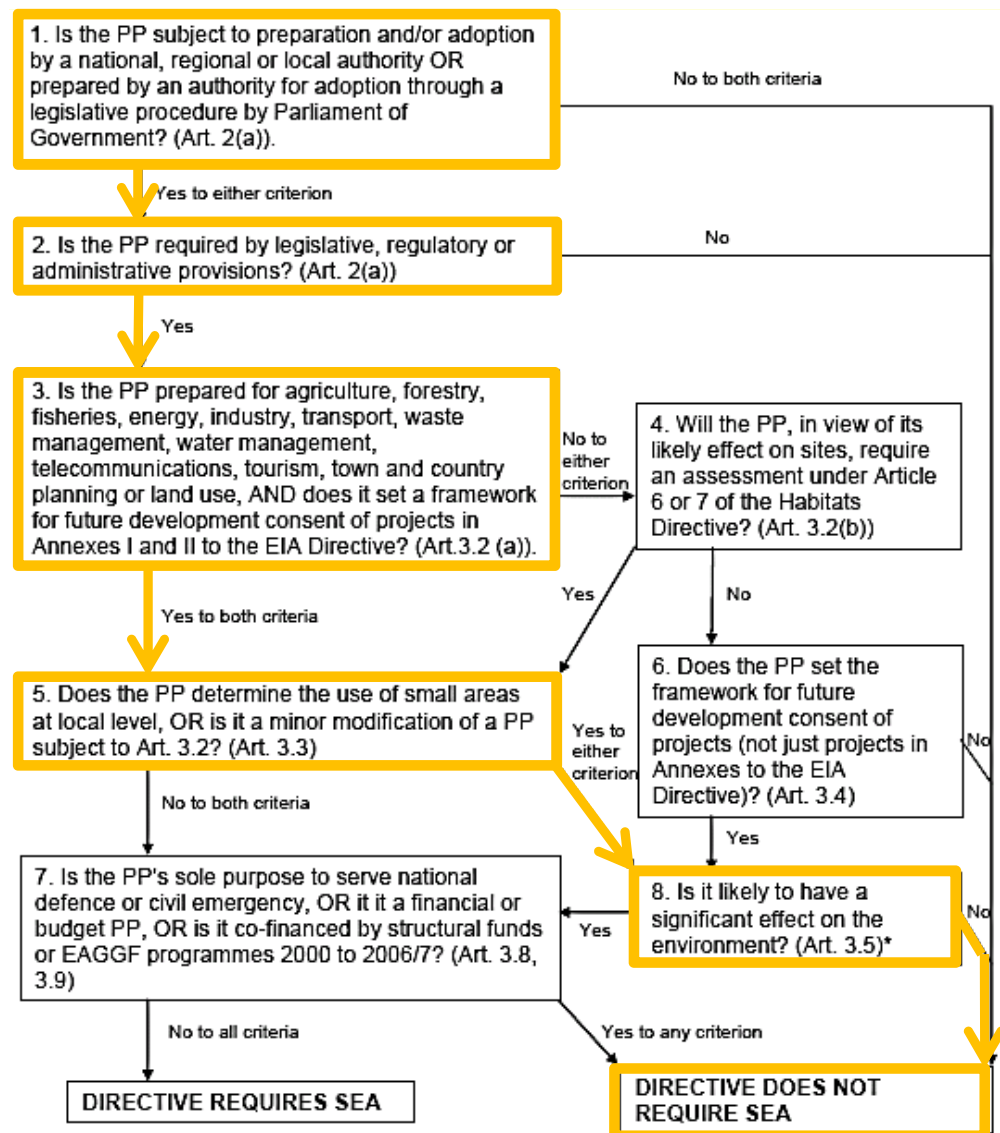 1. Is the PP subject to preparation and/or adoption
by a national, regional or local authority OR
prepared by an authority for adoption through a
legislative procedure by Parliament of
Government? (Art. 2(a)).
No to both criteria
Yes to either criterion
2. Is the PP required by legislative, regulatory or
administrative provisions? (Art. 2(a))
No
Yes
3. Is the PP prepared for agriculture, forestry,
fisheries, energy, industry, transport, waste
management, water management,
telecommunications, tourism, town and country
planning or land use, AND does it set a framework
for future development consent of projects in
Annexes I and II to the EIA Directive? (Art.3.2 (a)).
No to
either
criterion
4. Will the PP, in view of its
likely effect on sites, require
an assessment under Article
6 or 7 of the Habitats
Directive? (Art. 3.2(b))
Yes
No
Yes to both criteria
5. Does the PP determine the use of small areas
at local level, OR is it a minor modification of a PP
subject to Art. 3.2? (Art. 3.3)
Yes to
either
criterion
6. Does the PP set the
framework for future
development consent of
projects (not just projects in
Annexes to the EIA
Directive)? (Art. 3.4)
No
No to both criteria
Yes
7. Is the PP's sole purpose to serve national
defence or civil emergency, OR it it a financial or
budget PP, OR is it co-financed by structural funds
or EAGGF programmes 2000 to 2006/7? (Art. 3.8,
3.9)
Yes
8. Is it likely to have a
significant effect on the
environment? (Art. 3.5)*
No
No to all criteria
Yes to any criterion
DIRECTIVE REQUIRES SEA
DIRECTIVE DOES NOT
REQUIRE SEA